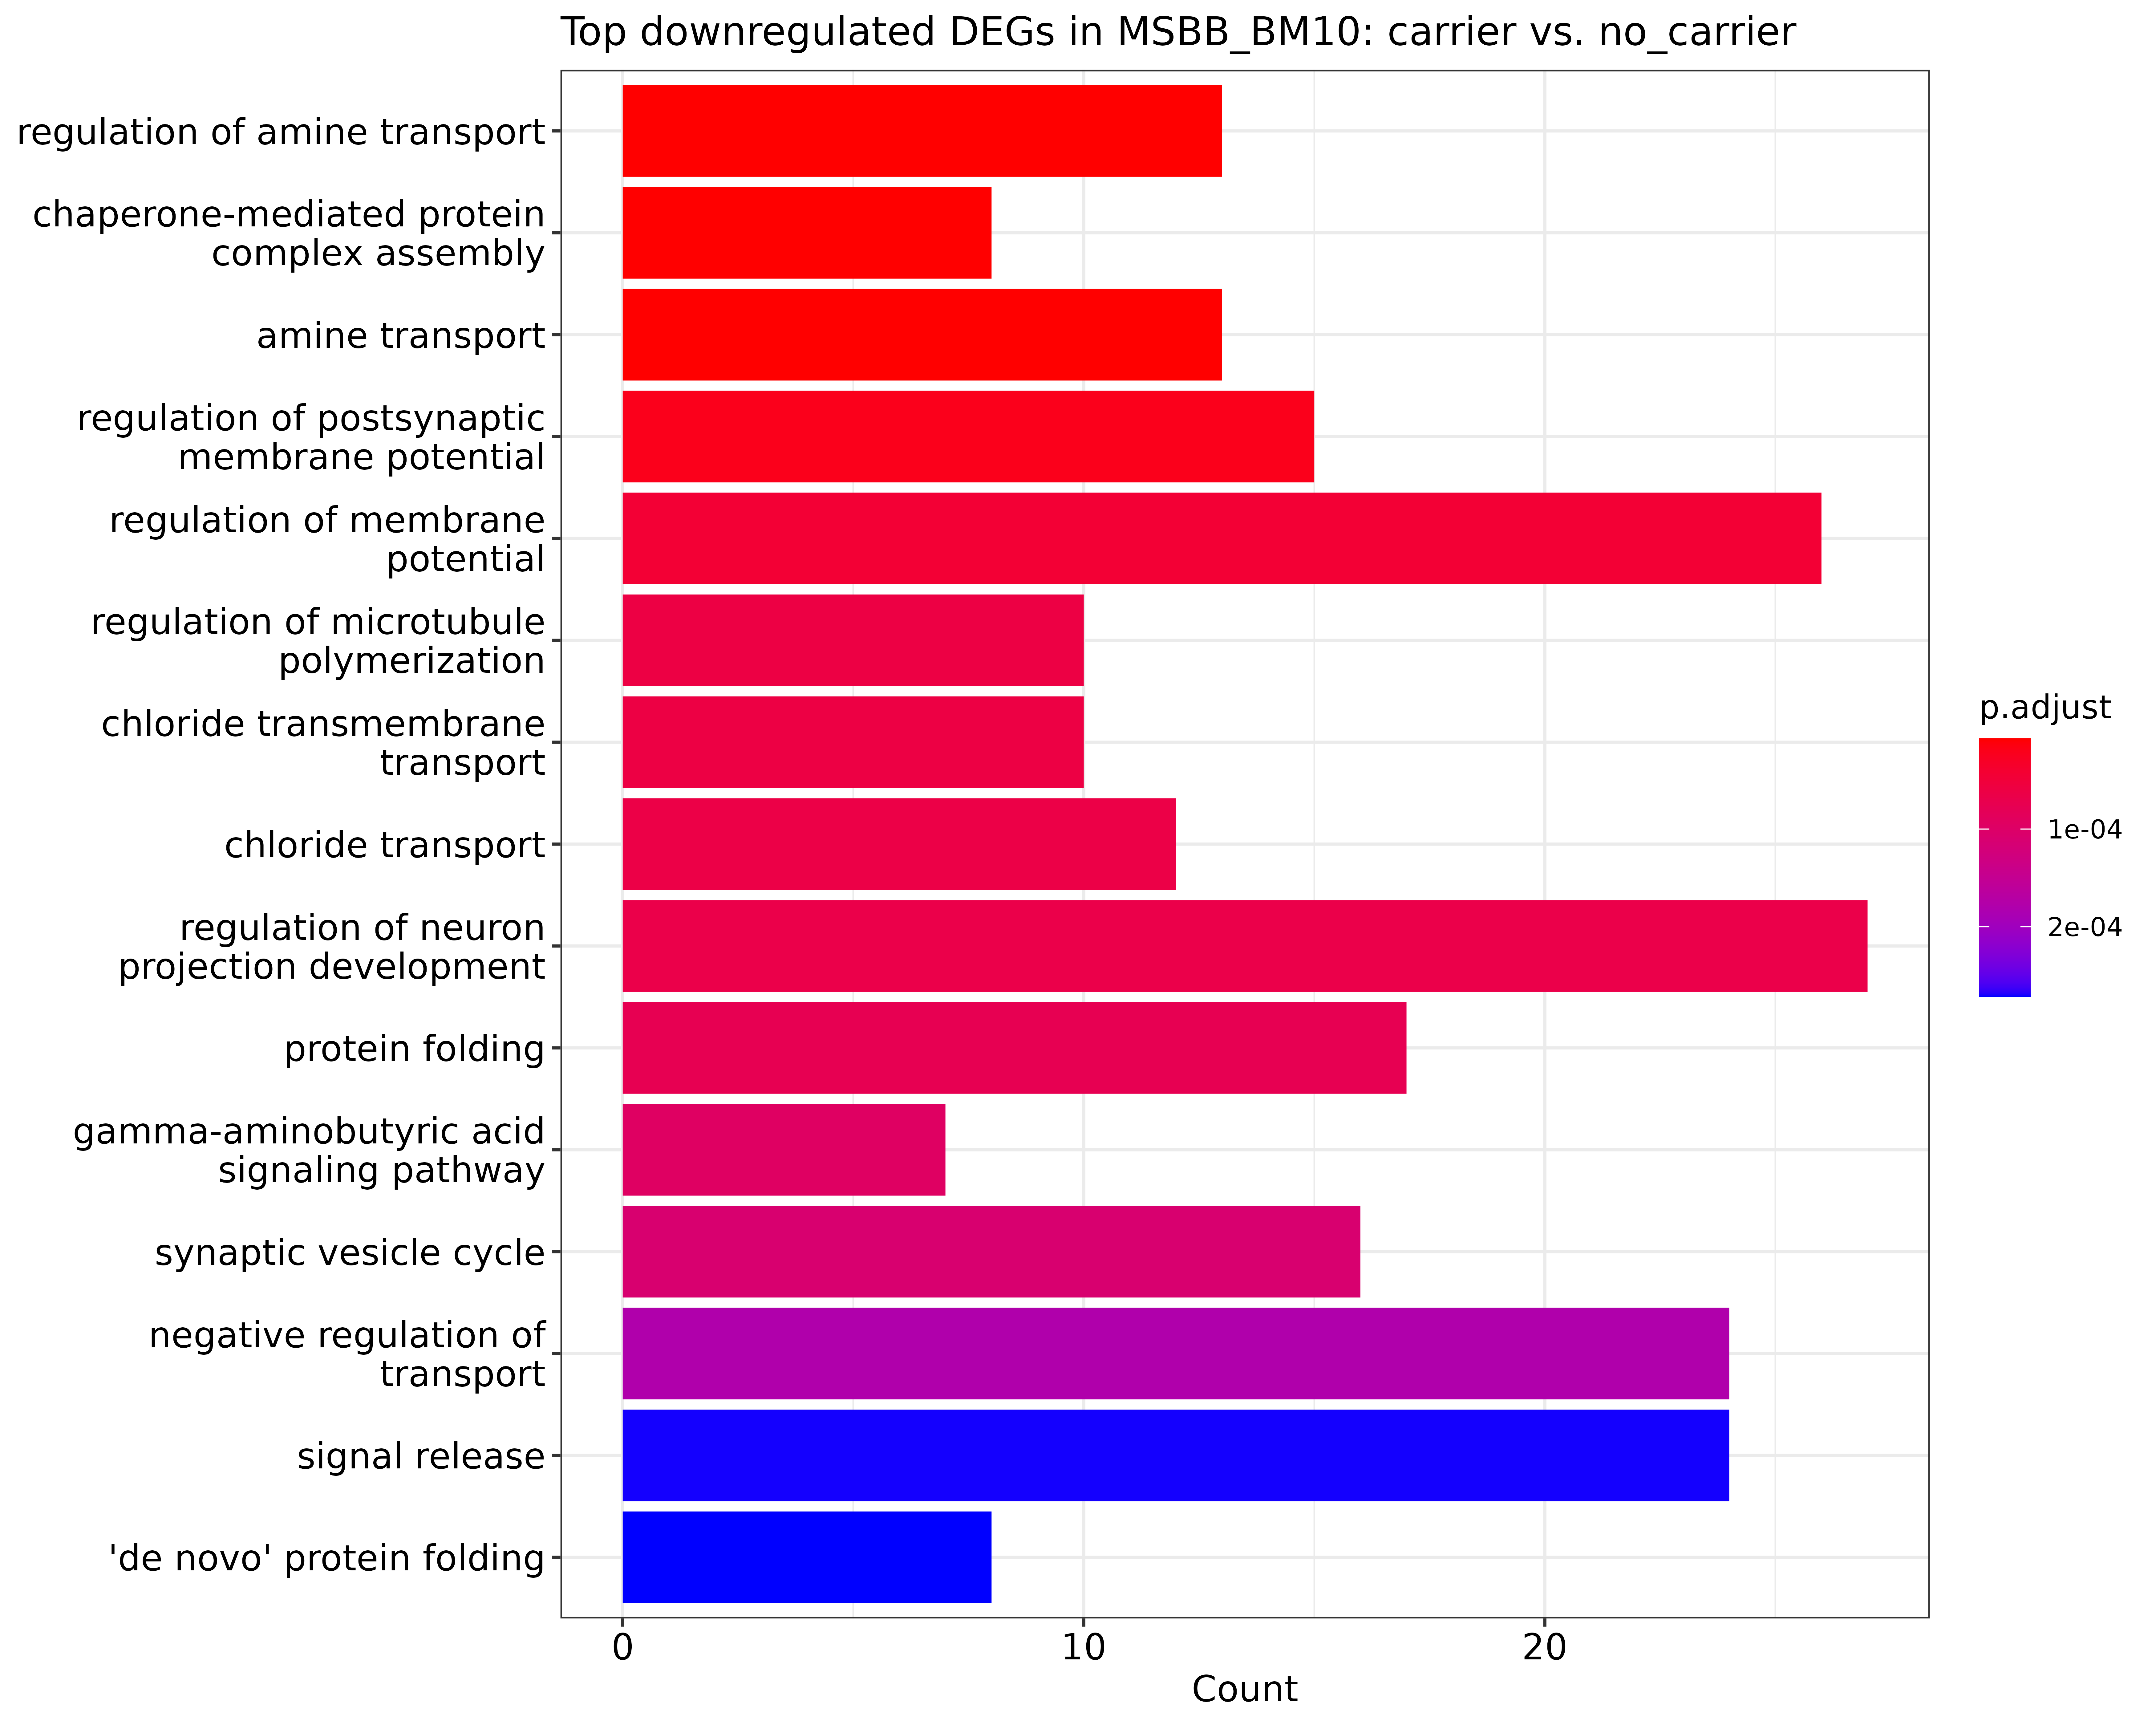 Top downregulated DEGs in MSBB_BM10: carrier vs. no_carrier
regulation of amine transport
chaperone-mediated protein
complex assembly
amine transport
regulation of postsynaptic
membrane potential
regulation of membrane
potential
regulation of microtubule
polymerization
chloride transmembrane
transport
chloride transport
regulation of neuron
projection development
protein folding
gamma-aminobutyric acid
signaling pathway
synaptic vesicle cycle
negative regulation of
transport
signal release
'de novo' protein folding
0 10 20
Count
p.adjust
1e-04
2e-04